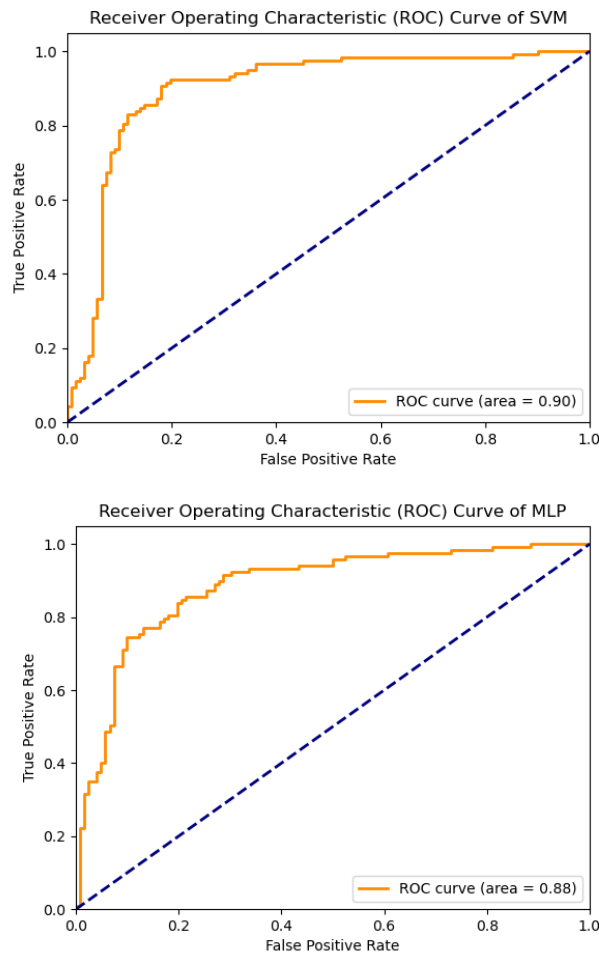 Receiver Operating Characteristic (ROC) Curve of SVM
1.0
0.8
0.6
0.4
0.2
0.0
True Positive Rate
ROC curve (area = 0.90)
0.0 0.2 0.4 0.6 0.8 1.0
False Positive Rate
Receiver Operating Characteristic (ROC) Curve of MLP
1.0
0.8
0.6
0.4
0.2
0.0
True Positive Rate
ROC curve (area = 0.88)
0.0 0.2 0.4 0.6 0.8 1.0
False Positive Rate